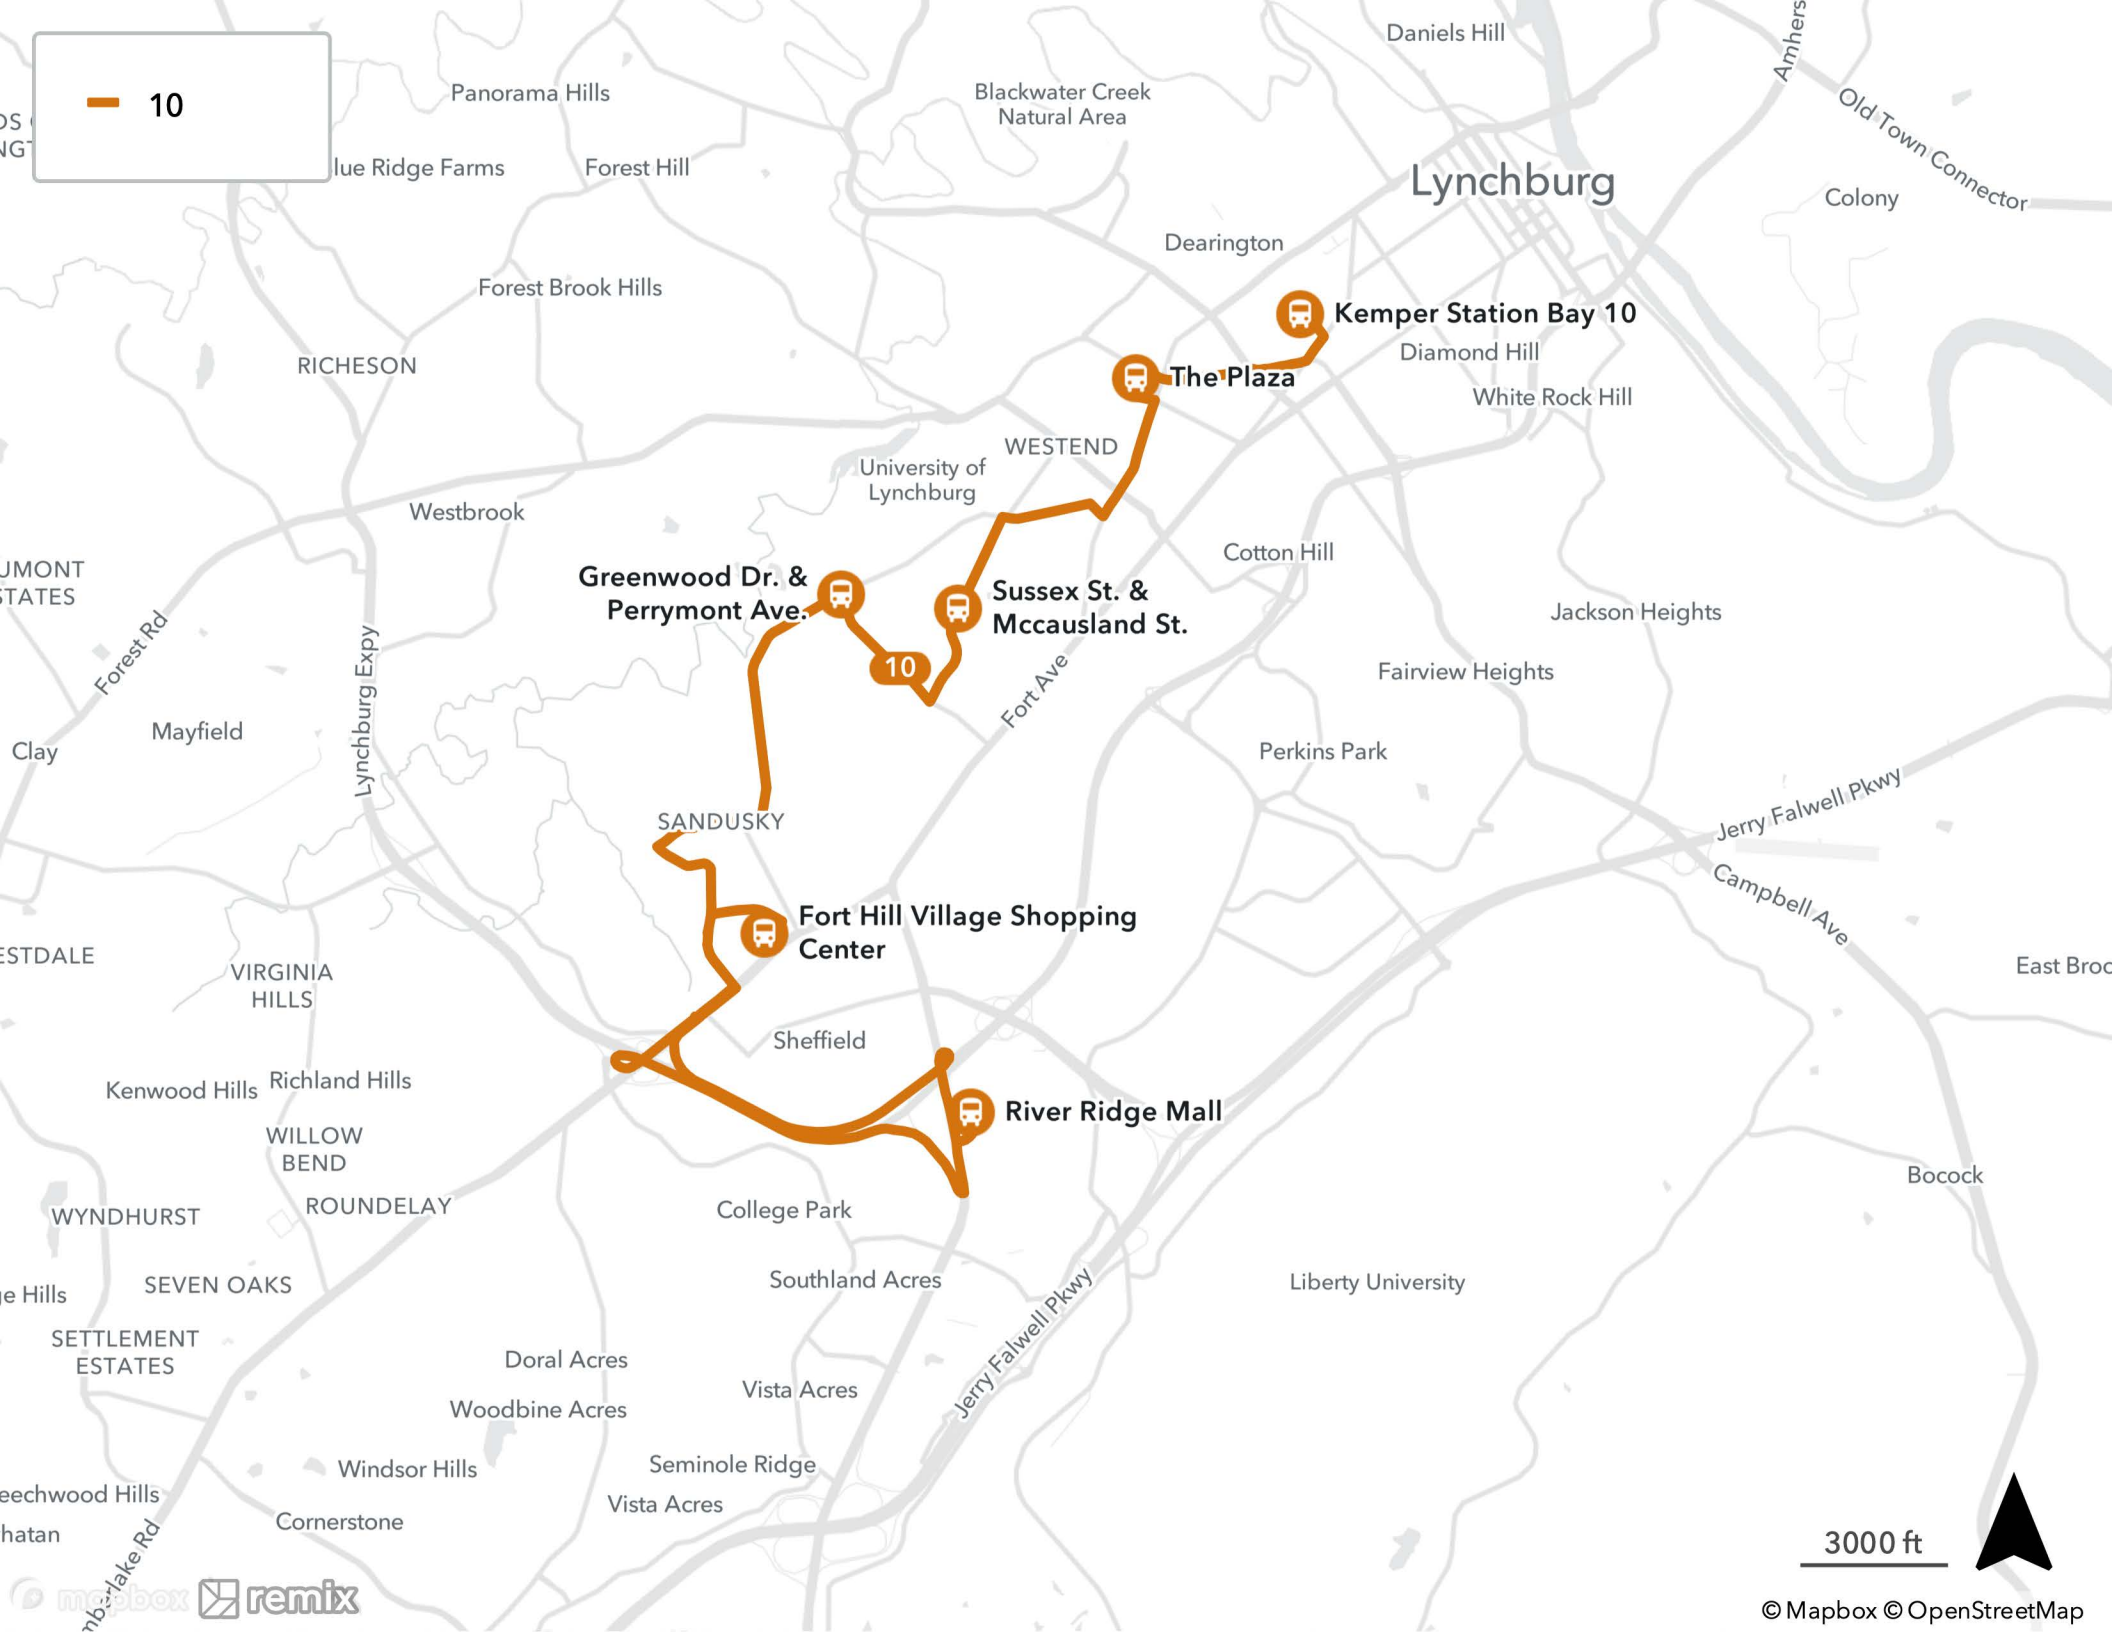 10
Daniels Hill
Amhers
Panorama Hills
Blackwater Creek
Natural Area
Old Town Connector
lue Ridge Farms
Forest Hill
Lynchburg
Colony
Dearington
Forest Brook Hills
Kemper Station Bay 10
RICHESON
Diamond Hill
The Plaza
White Rock Hill
WESTEND
University of
Lynchburg
Westbrook
Cotton Hill
UMONT
STATES
Greenwood Dr. &
Perrymont Ave.
Sussex St. &
Mccausland St.
Jackson Heights
Forest Rd
Lynchburg Expy
10
Fort Ave
Fairview Heights
Mayfield
Clay
Perkins Park
Jerry Falwell Pkwy
SANDUSKY
Campbell Ave
Fort Hill Village Shopping
Center
ESTDALE
VIRGINIA
HILLS
East Broo
Sheffield
Kenwood Hills
Richland Hills
River Ridge Mall
WILLOW
BEND
Bocock
WYNDHURST
ROUNDELAY
College Park
SEVEN OAKS
Southland Acres
Liberty University
ge Hills
SETTLEMENT
ESTATES
Jerry Falwell Pkwy
Doral Acres
Vista Acres
Woodbine Acres
Windsor Hills
Seminole Ridge
eechwood Hills
Vista Acres
Cornerstone
hatan
mberlake Rd
3000 ft
mapbox
remix
© Mapbox © OpenStreetMap